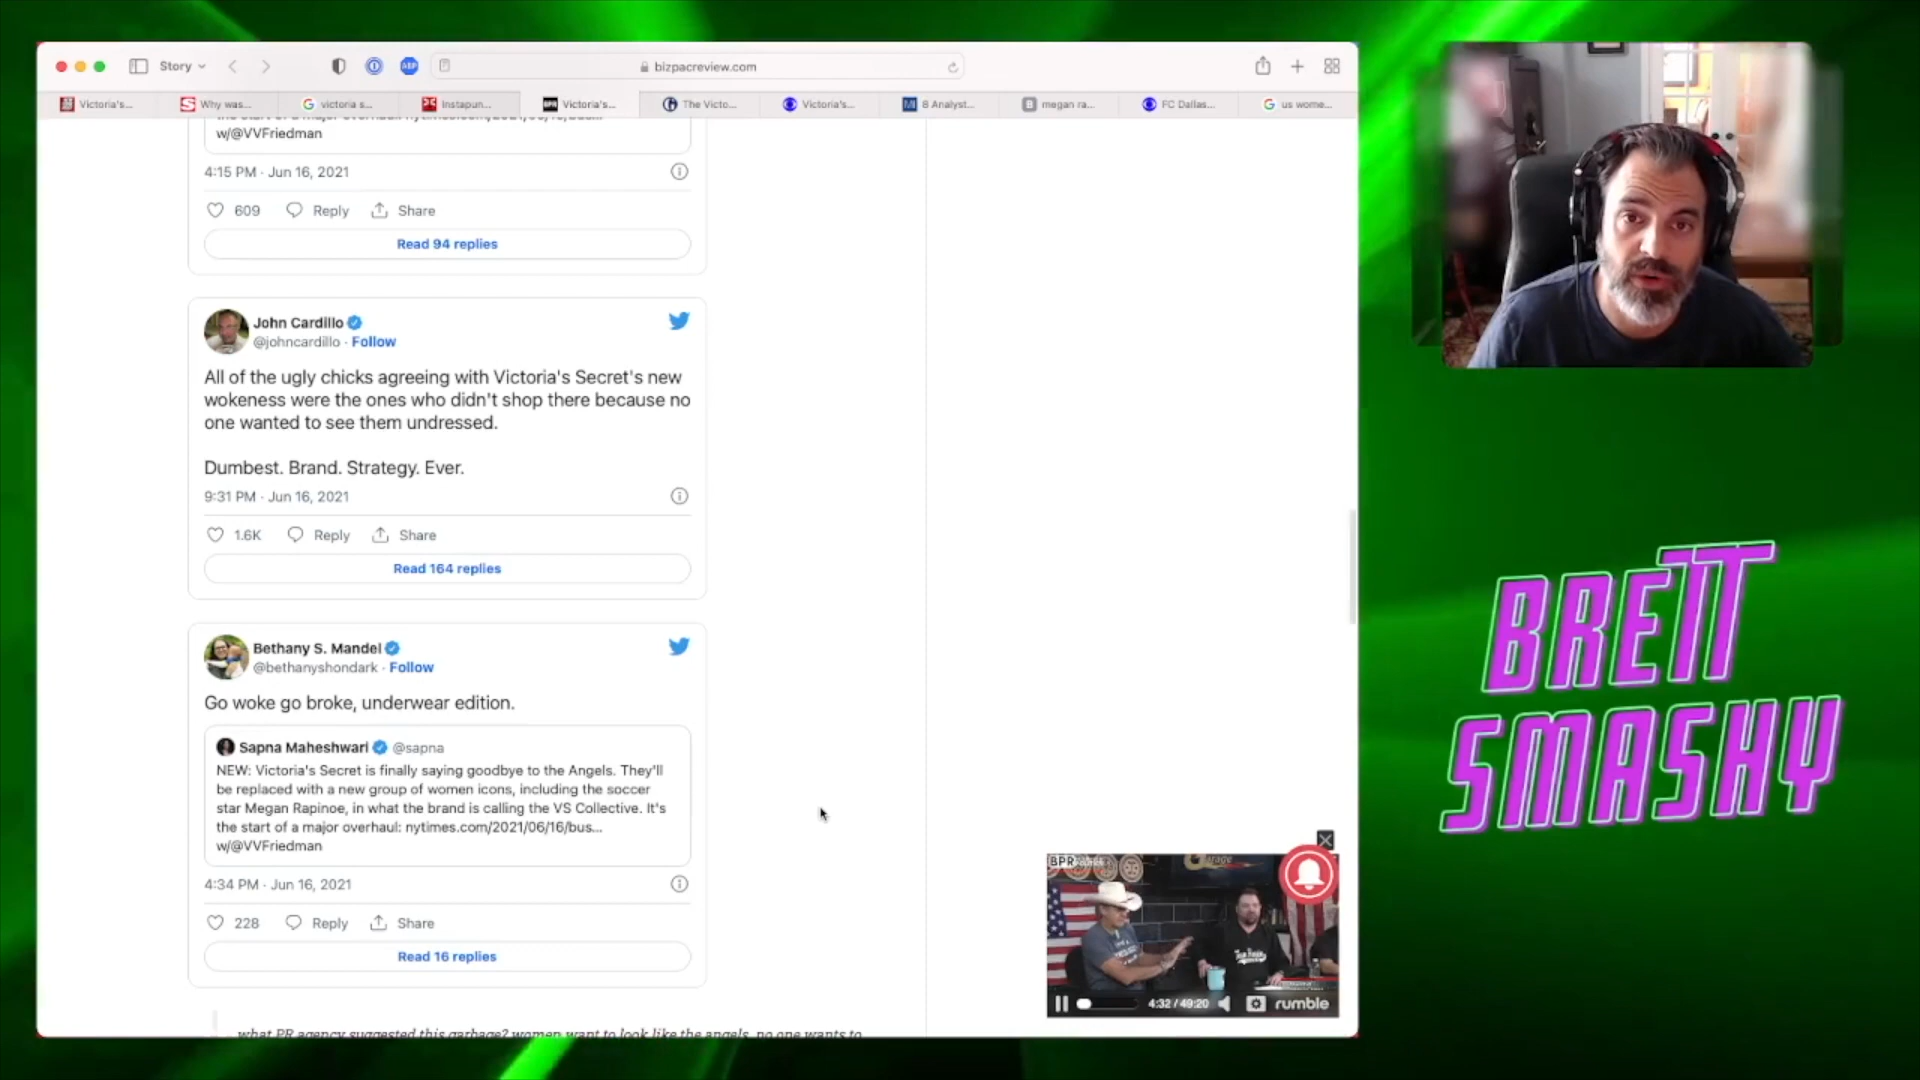 Story
bizpacreview.com
Victoria's...
Why was...
victoria s...
Instapun...
Victoria's...
The Victo...
Victoria's...
8 Analyst...
megan ra...
FC Dallas...
us wome...
w/@VVFriedman
4:15 PM · Jun 16, 2021
609 Reply Share
Read 94 replies
John Cardillo
@johncardillo · Follow
All of the ugly chicks agreeing with Victoria's Secret's new
wokeness were the ones who didn't shop there because no
one wanted to see them undressed.
Dumbest. Brand. Strategy. Ever.
9:31 PM · Jun 16, 2021
1.6K Reply Share
Read 164 replies
Bethany S. Mandel
@bethanyshondark · Follow
Go woke go broke, underwear edition.
Sapna Maheshwari @sapna
NEW: Victoria's Secret is finally saying goodbye to the Angels. They'll
be replaced with a new group of women icons, including the soccer
star Megan Rapinoe, in what the brand is calling the VS Collective. It's
the start of a major overhaul: nytimes.com/2021/06/16/bus...
w/@VVFriedman
4:34 PM · Jun 16, 2021
228 Reply Share
Read 16 replies
what PR agency suggested this garbage? women want to look like the angels, no one wants to
BPR
4:32 / 49:20 rumble
BRETT
SMASHY